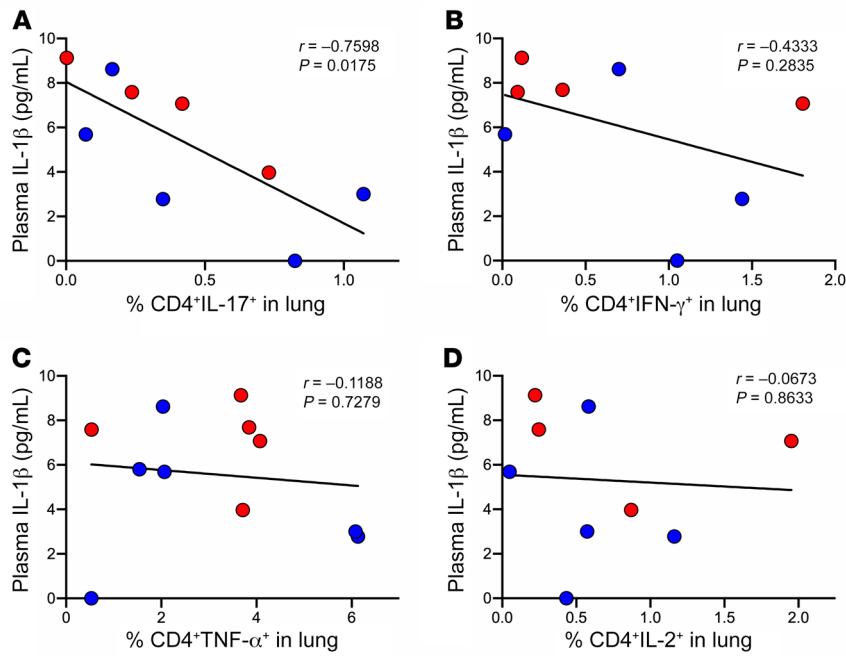 A
r = –0.7598
P = 0.0175
Plasma IL-1β (pg/mL)
10
8
6
4
2
0
0.0 0.5 1.0
% CD4⁺IL-17⁺ in lung
B
r = –0.4333
P = 0.2835
Plasma IL-1β (pg/mL)
10
8
6
4
2
0
0.0 0.5 1.0 1.5 2.0
% CD4⁺IFN-γ⁺ in lung
C
r = –0.1188
P = 0.7279
Plasma IL-1β (pg/mL)
10
8
6
4
2
0
0 2 4 6
% CD4⁺TNF-α⁺ in lung
D
r = –0.0673
P = 0.8633
Plasma IL-1β (pg/mL)
10
8
6
4
2
0
0.0 0.5 1.0 1.5 2.0
% CD4⁺IL-2⁺ in lung